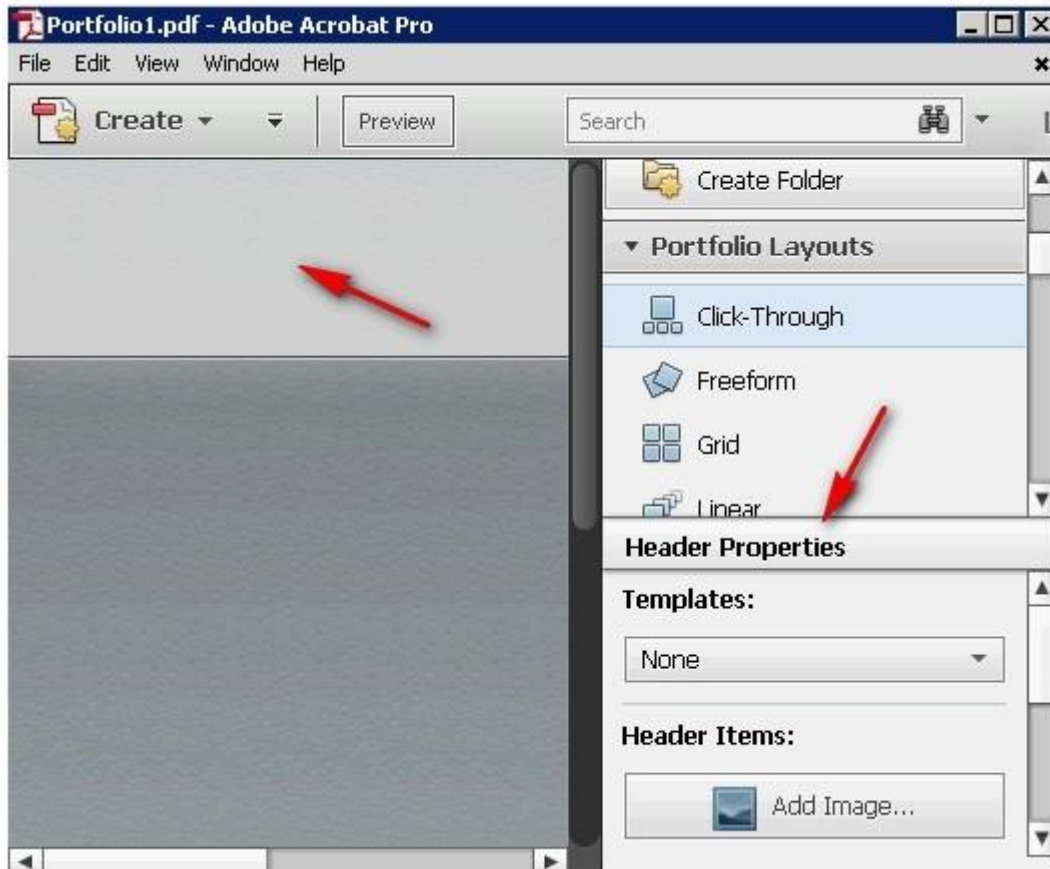 Portfolio1.pdf - Adobe Acrobat Pro
File Edit View Window Help
Create Preview Search
Create Folder
Portfolio Layouts
Click-Through
Freeform
Grid
Linear
Header Properties
Templates:
None
Header Items:
Add Image...